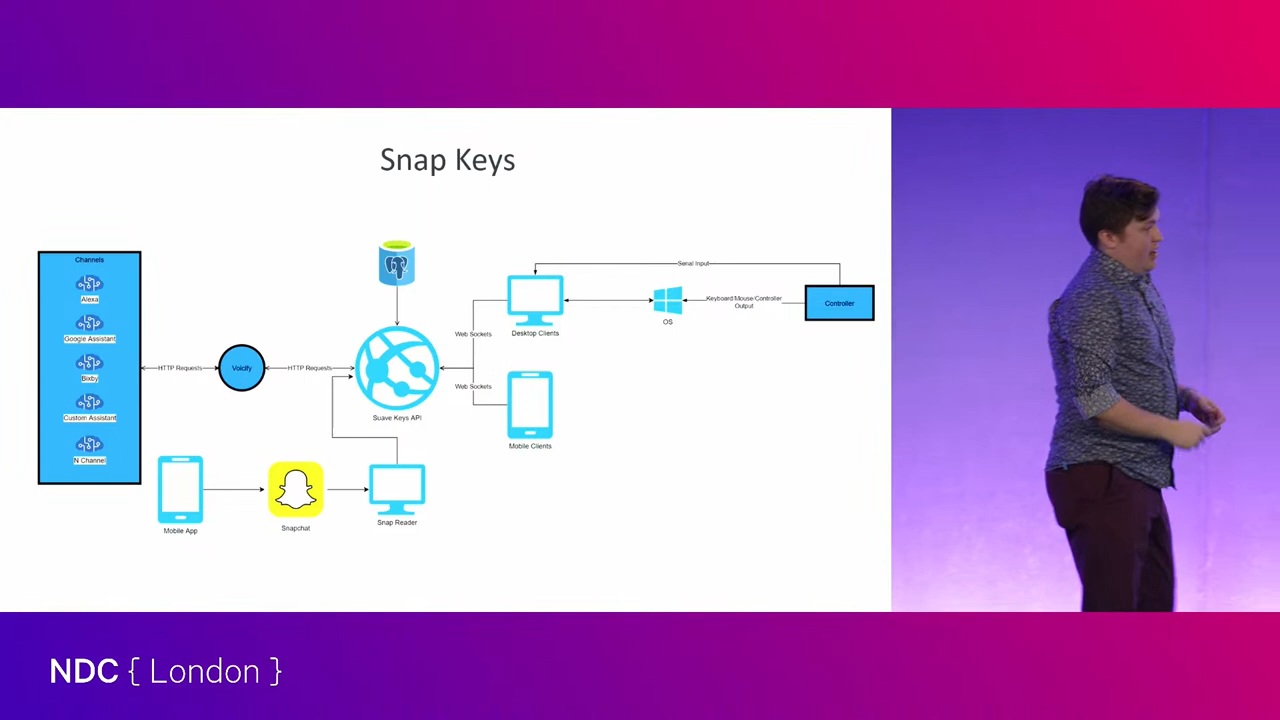 Snap Keys
Channels
Alexa
Google Assistant
Bixby
Custom Assistant
N Channel
HTTP Requests
Voicify
HTTP Requests
Suave Keys API
Web Sockets
Web Sockets
Desktop Clients
Mobile Clients
Serial Input
OS
Keyboard/Mouse/Controller
Output
Controller
Mobile App
Snapchat
Snap Reader
NDC { London }